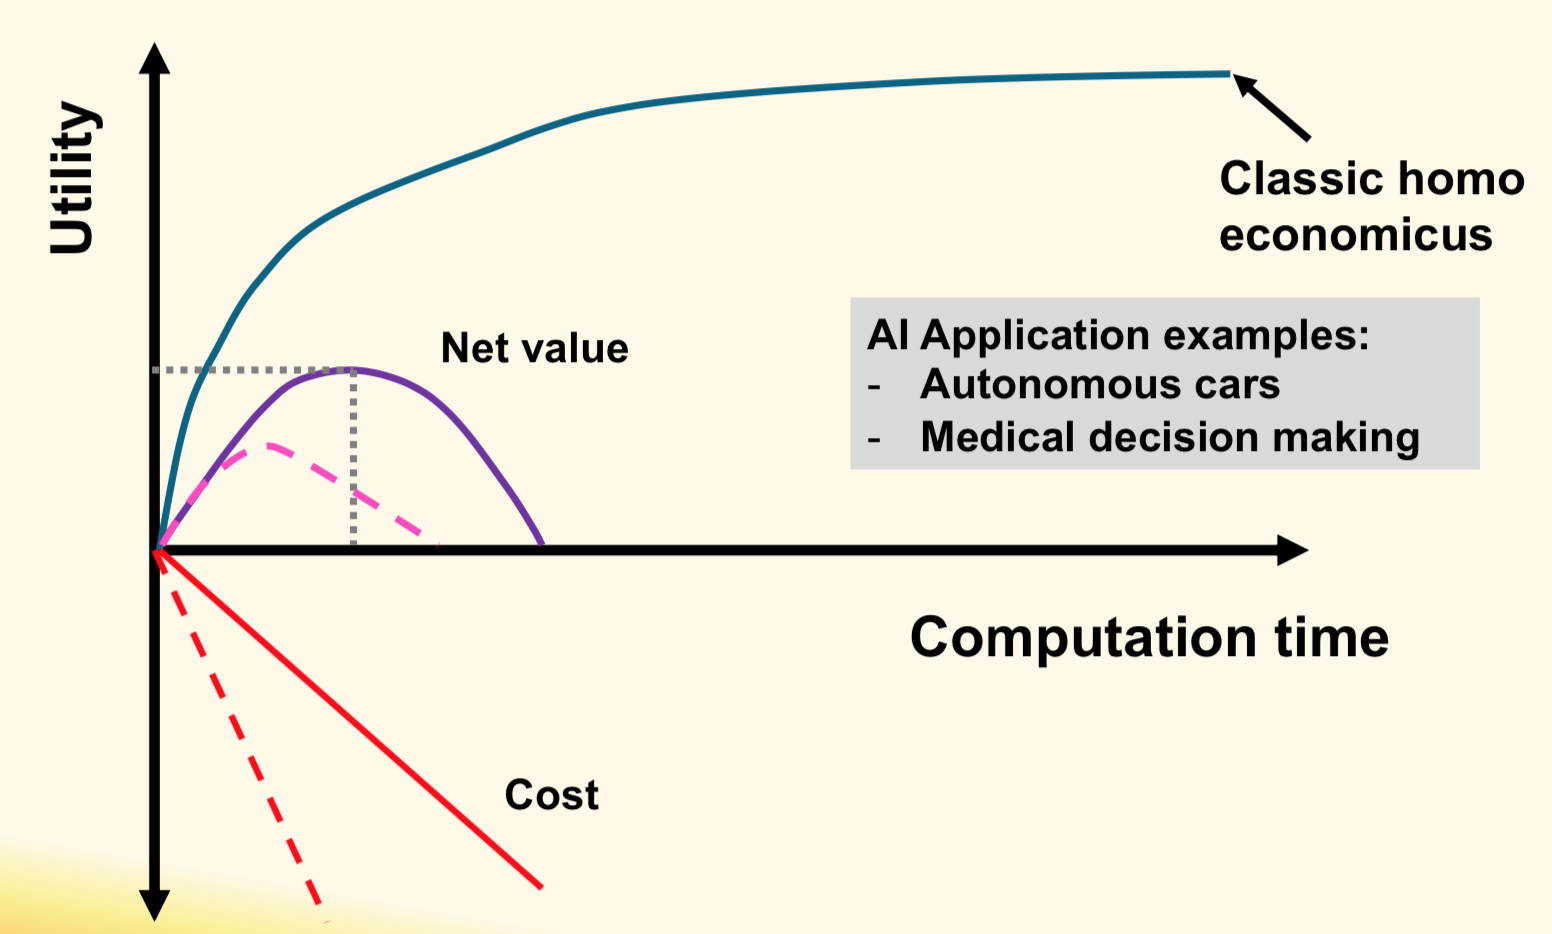 Utility
Classic homo
economicus
Net value
AI Application examples:
- Autonomous cars
- Medical decision making
Computation time
Cost